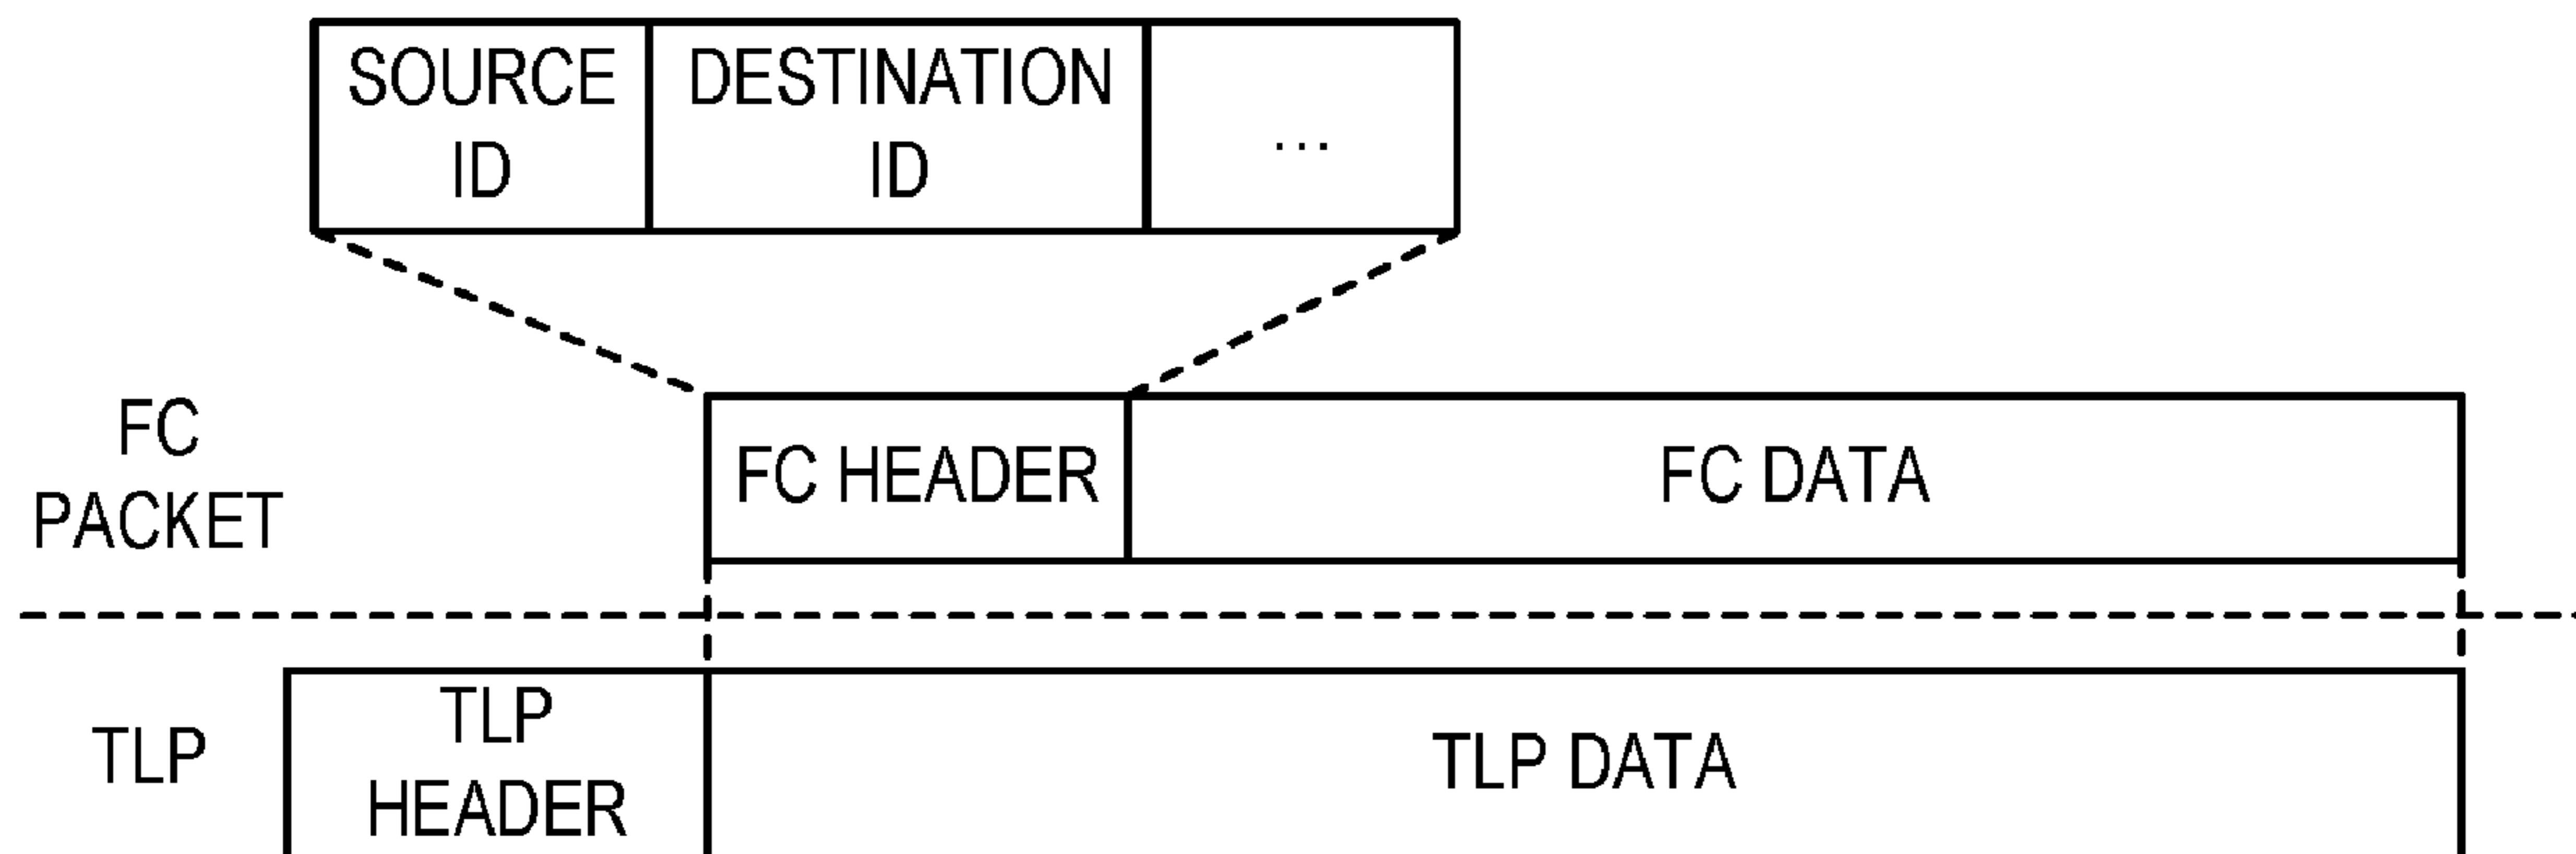 SOURCE
ID
DESTINATION
ID
...
FC
PACKET
FC HEADER
FC DATA
TLP
TLP
HEADER
TLP DATA